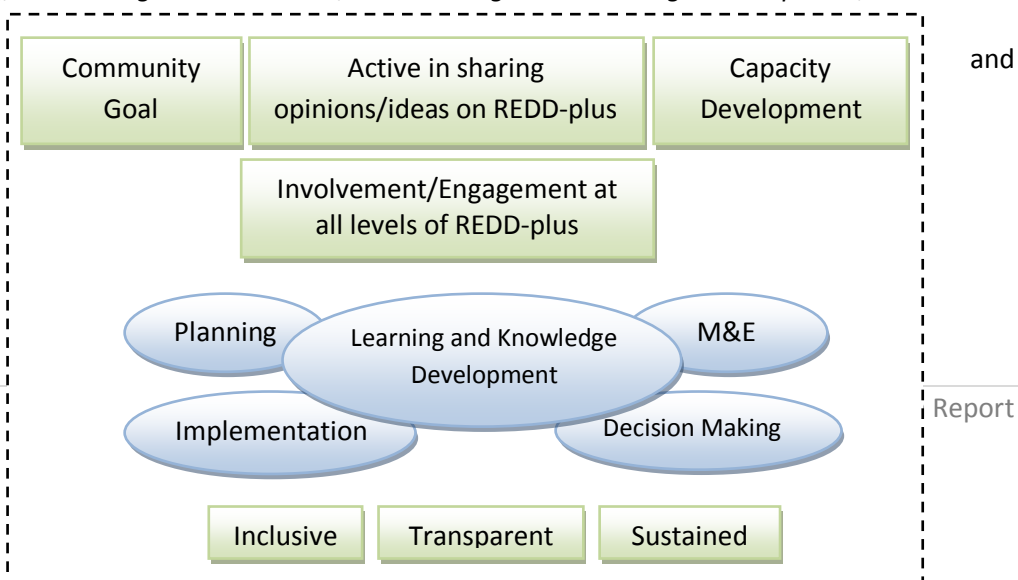 and
Community
Goal
Active in sharing
opinions/ideas on REDD-plus
Capacity
Development
Involvement/Engagement at
all levels of REDD-plus
Planning
Learning and Knowledge
Development
M&E
Implementation
Decision Making
Report
Inclusive
Transparent
Sustained